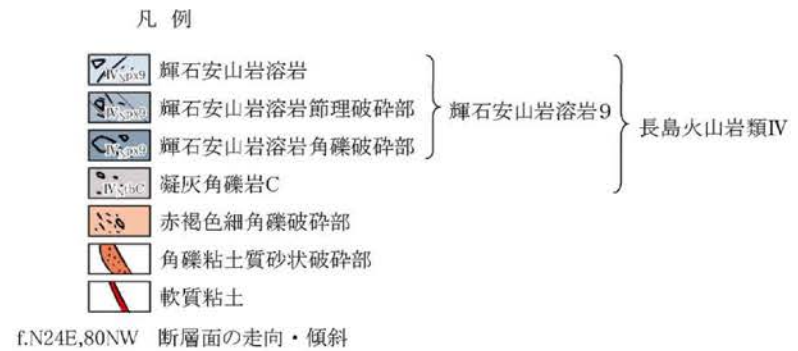 凡 例
輝石安山岩溶岩
輝石安山岩溶岩節理破砕部
輝石安山岩溶岩角礫破砕部
輝石安山岩溶岩9
長島火山岩類Ⅳ
凝灰角礫岩C
赤褐色細角礫破砕部
角礫粘土質砂状破砕部
軟質粘土
f.N24E,80NW 断層面の走向・傾斜